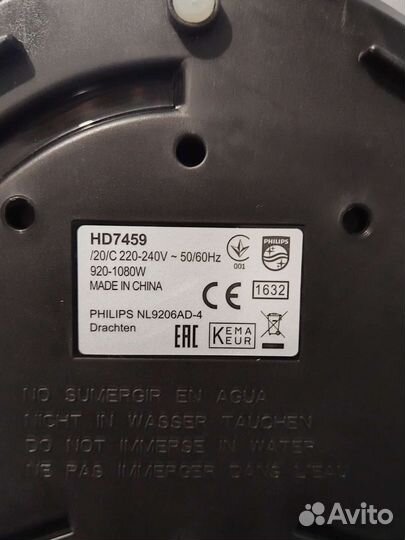 HD7459
/20/C 220-240V ~ 50/60Hz
920-1080W
MADE IN CHINA
001
PHILIPS
CE
1632
PHILIPS NL9206AD-4
Drachten
EAC
KEMA
KEUR
NO SUMERGIR EN AGUA
NICHT IN WASSER TAUCHEN
DO NOT IMMERSE IN WATER
NE PAS IMMERGER DANS L'EAU
Avito